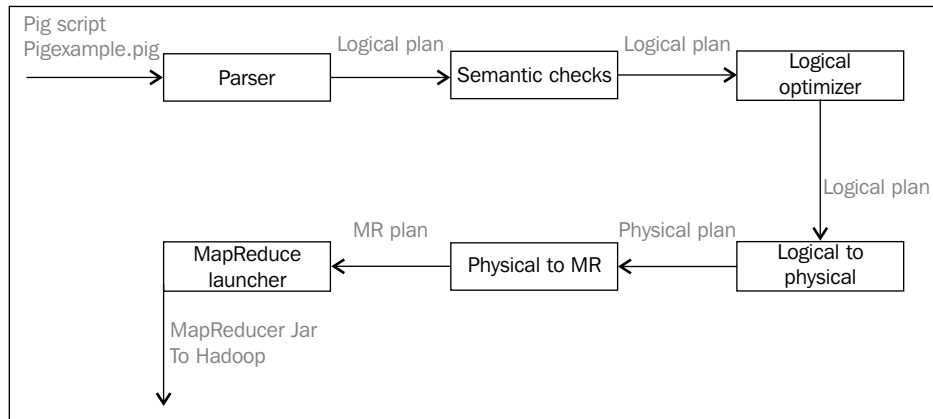 Pig script
Pigexample.pig
Parser
Logical plan
Semantic checks
Logical plan
Logical
optimizer
Logical plan
Logical to
physical
Physical plan
Physical to MR
MR plan
MapReduce
launcher
MapReducer Jar
To Hadoop